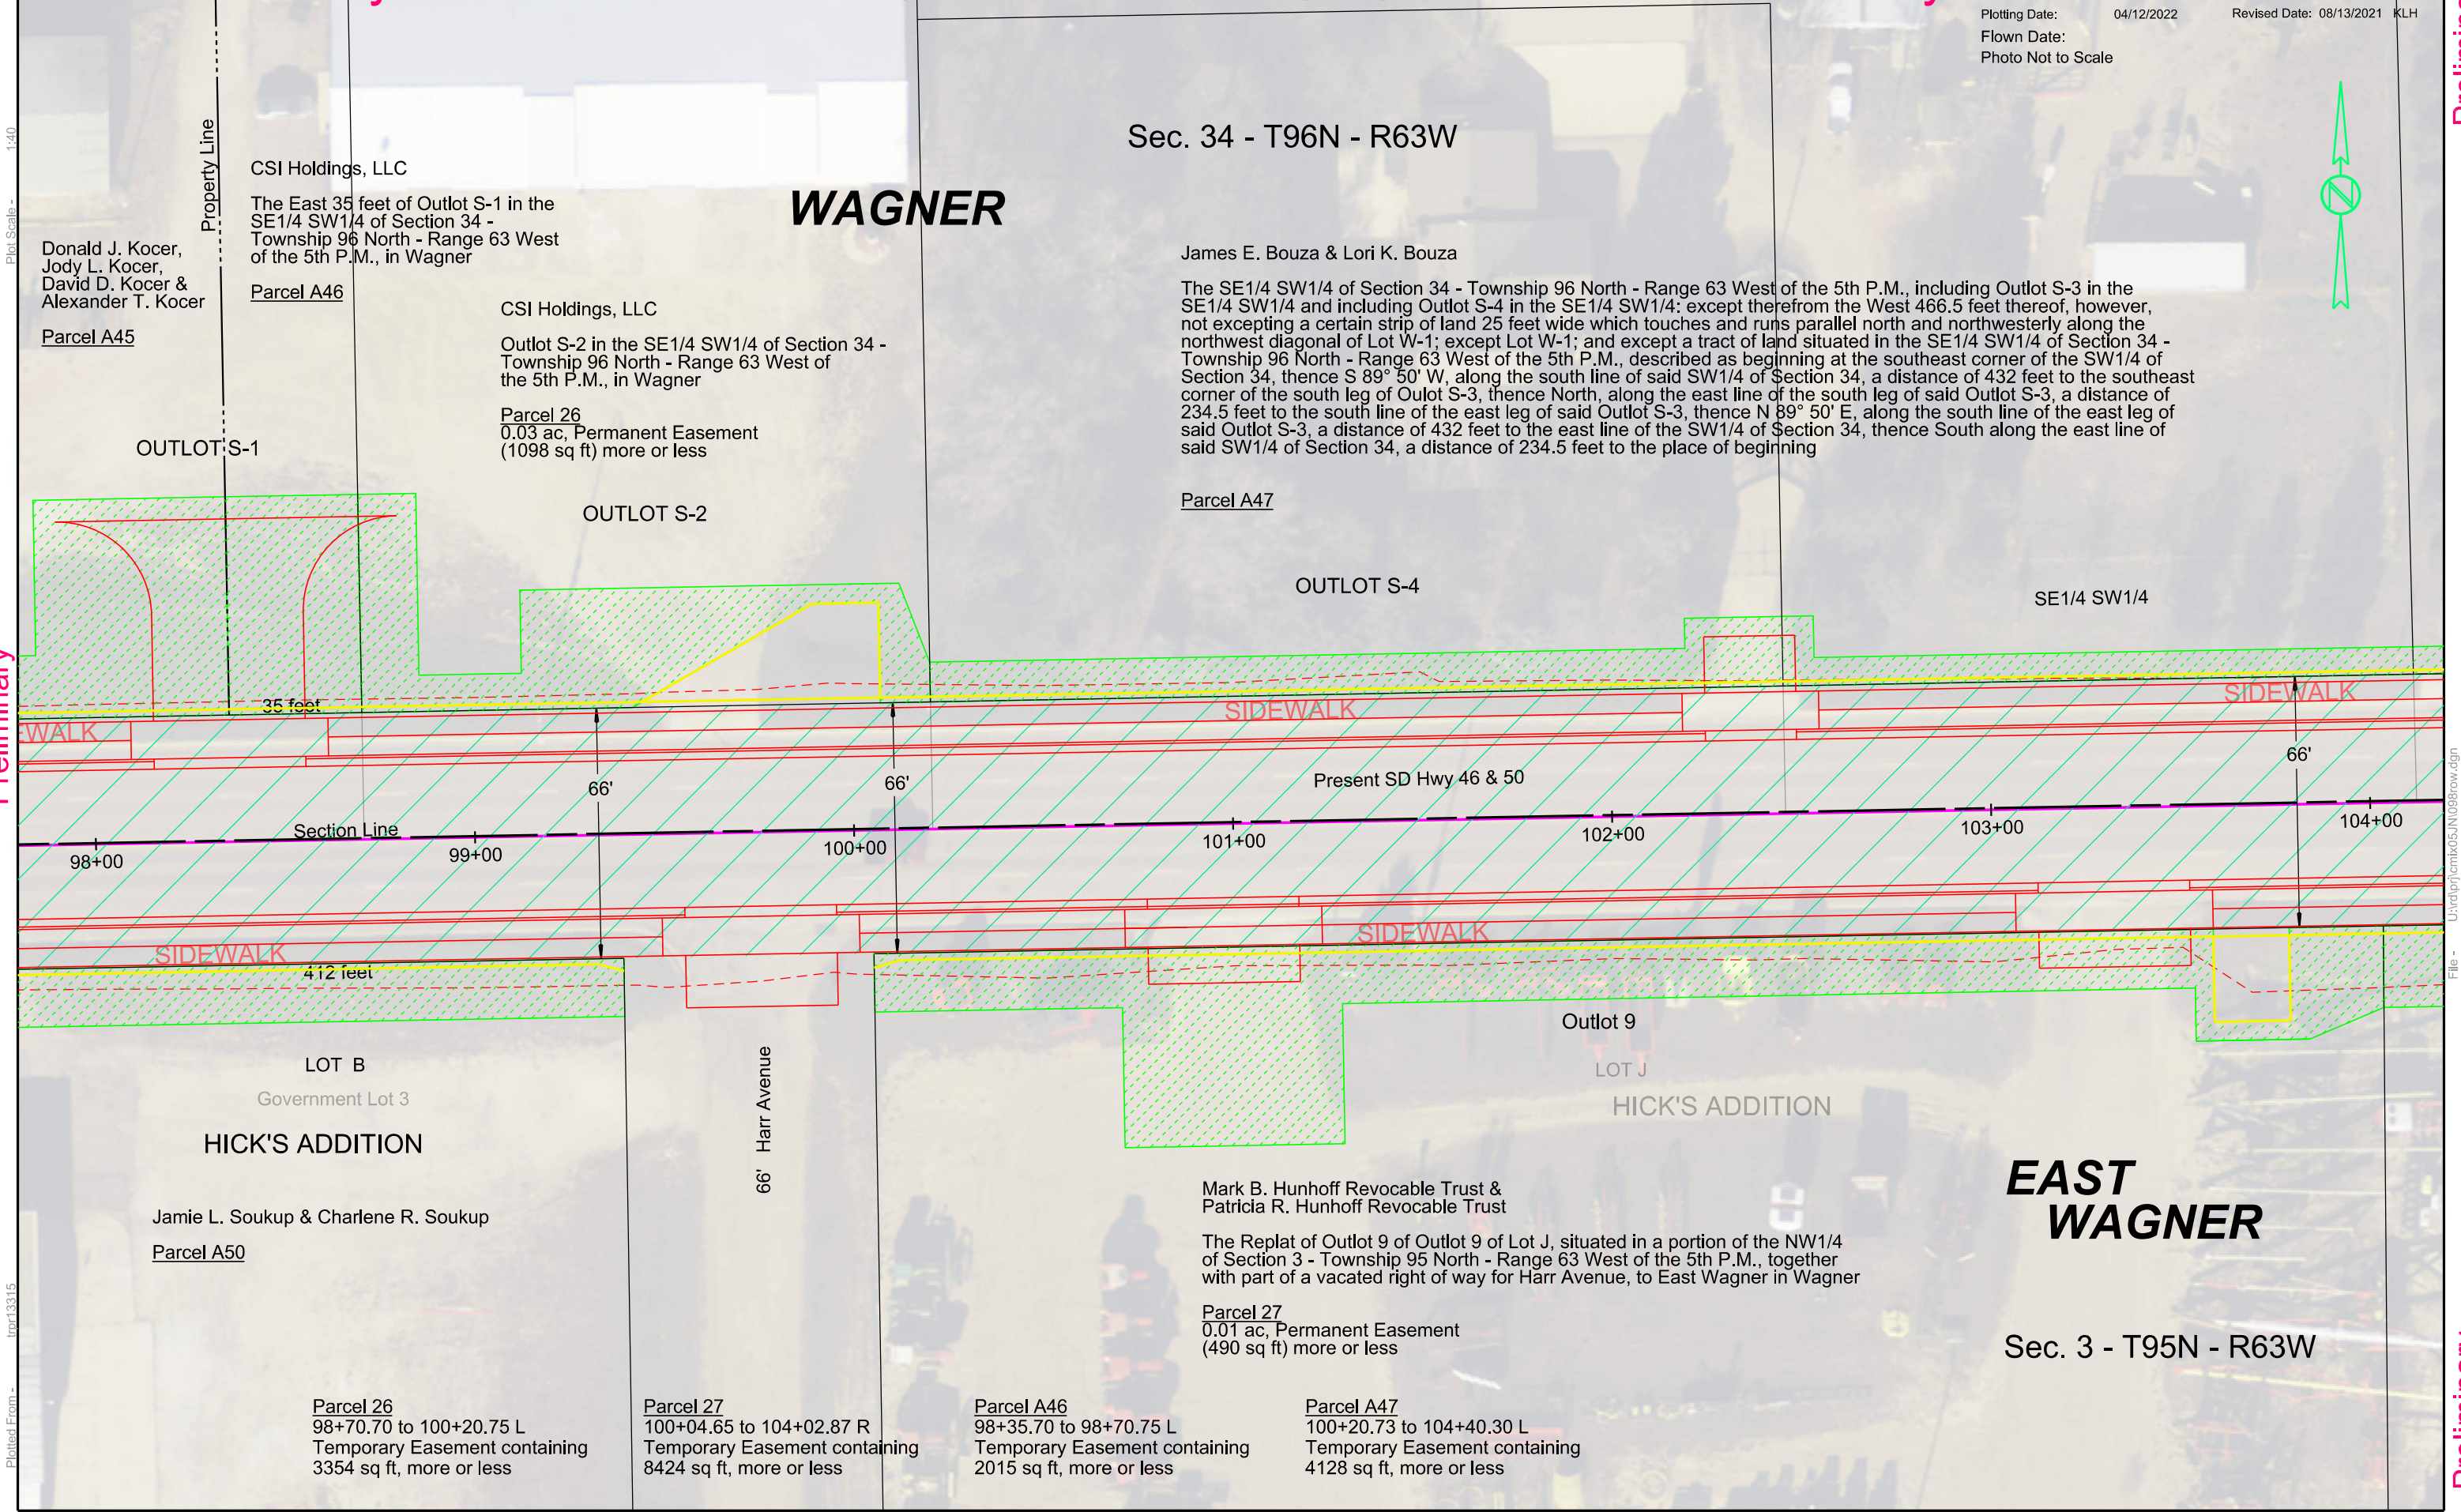 Plotting Date: 04/12/2022 Revised Date: 08/13/2021 KLH
Flown Date:
Photo Not to Scale
Plot Scale - 1:40
Plotted From - trpr13315
File - U:\rd\prj\cmix05JN\098row.dgn
Preliminary
Sec. 34 - T96N - R63W
WAGNER
Property Line
Donald J. Kocer,
Jody L. Kocer,
David D. Kocer &
Alexander T. Kocer
Parcel A45
CSI Holdings, LLC
The East 35 feet of Outlot S-1 in the
SE1/4 SW1/4 of Section 34 -
Township 96 North - Range 63 West
of the 5th P.M., in Wagner
Parcel A46
CSI Holdings, LLC
Outlot S-2 in the SE1/4 SW1/4 of Section 34 -
Township 96 North - Range 63 West of
the 5th P.M., in Wagner
Parcel 26
0.03 ac, Permanent Easement
(1098 sq ft) more or less
James E. Bouza & Lori K. Bouza
The SE1/4 SW1/4 of Section 34 - Township 96 North - Range 63 West of the 5th P.M., including Outlot S-3 in the
SE1/4 SW1/4 and including Outlot S-4 in the SE1/4 SW1/4: except therefrom the West 466.5 feet thereof, however,
not excepting a certain strip of land 25 feet wide which touches and runs parallel north and northwesterly along the
northwest diagonal of Lot W-1; except Lot W-1; and except a tract of land situated in the SE1/4 SW1/4 of Section 34 -
Township 96 North - Range 63 West of the 5th P.M., described as beginning at the southeast corner of the SW1/4 of
Section 34, thence S 89° 50' W, along the south line of said SW1/4 of Section 34, a distance of 432 feet to the southeast
corner of the south leg of Oulot S-3, thence North, along the east line of the south leg of said Outlot S-3, a distance of
234.5 feet to the south line of the east leg of said Outlot S-3, thence N 89° 50' E, along the south line of the east leg of
said Outlot S-3, a distance of 432 feet to the east line of the SW1/4 of Section 34, thence South along the east line of
said SW1/4 of Section 34, a distance of 234.5 feet to the place of beginning
Parcel A47
OUTLOT S-1
OUTLOT S-2
OUTLOT S-4
SE1/4 SW1/4
35 feet
EWALK
SIDEWALK
SIDEWALK
66'
66'
66'
Present SD Hwy 46 & 50
Section Line
98+00
99+00
100+00
101+00
102+00
103+00
104+00
SIDEWALK
SIDEWALK
412 feet
LOT B
Government Lot 3
HICK'S ADDITION
Jamie L. Soukup & Charlene R. Soukup
Parcel A50
66' Harr Avenue
Outlot 9
LOT J
HICK'S ADDITION
EAST
WAGNER
Sec. 3 - T95N - R63W
Mark B. Hunhoff Revocable Trust &
Patricia R. Hunhoff Revocable Trust
The Replat of Outlot 9 of Outlot 9 of Lot J, situated in a portion of the NW1/4
of Section 3 - Township 95 North - Range 63 West of the 5th P.M., together
with part of a vacated right of way for Harr Avenue, to East Wagner in Wagner
Parcel 27
0.01 ac, Permanent Easement
(490 sq ft) more or less
Parcel 26
98+70.70 to 100+20.75 L
Temporary Easement containing
3354 sq ft, more or less
Parcel 27
100+04.65 to 104+02.87 R
Temporary Easement containing
8424 sq ft, more or less
Parcel A46
98+35.70 to 98+70.75 L
Temporary Easement containing
2015 sq ft, more or less
Parcel A47
100+20.73 to 104+40.30 L
Temporary Easement containing
4128 sq ft, more or less